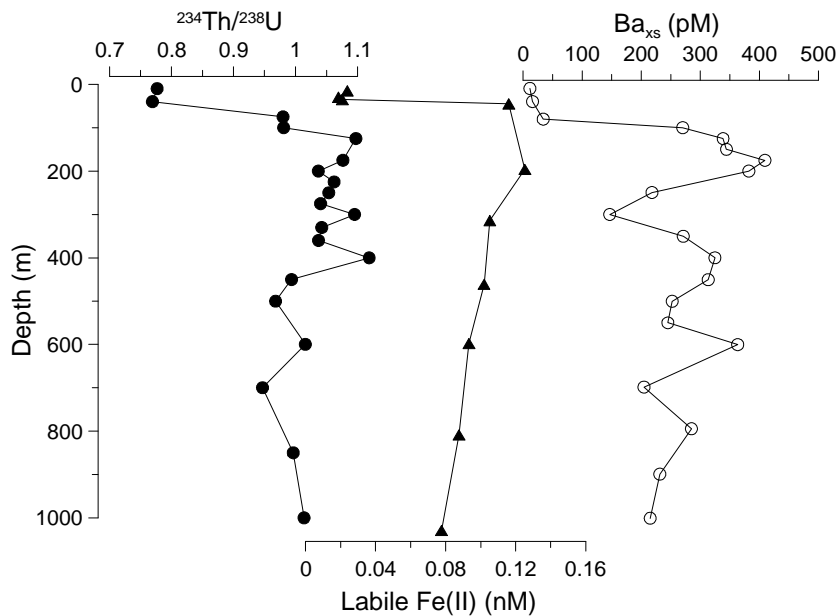 ²³⁴Th/²³⁸U
Ba_xs (pM)
0.7 0.8 0.9 1 1.1
0 100 200 300 400 500
0
200
400
600
800
1000
Depth (m)
0 0.04 0.08 0.12 0.16
Labile Fe(II) (nM)